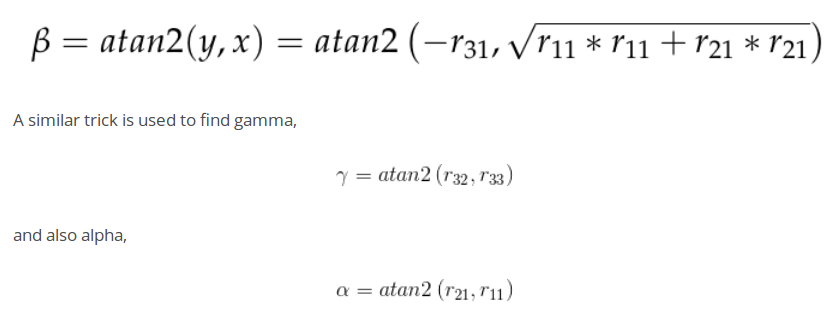 β = atan2(y, x) = atan2 (−r₃₁, √r₁₁ * r₁₁ + r₂₁ * r₂₁)
A similar trick is used to find gamma,
γ = atan2 (r₃₂, r₃₃)
and also alpha,
α = atan2 (r₂₁, r₁₁)